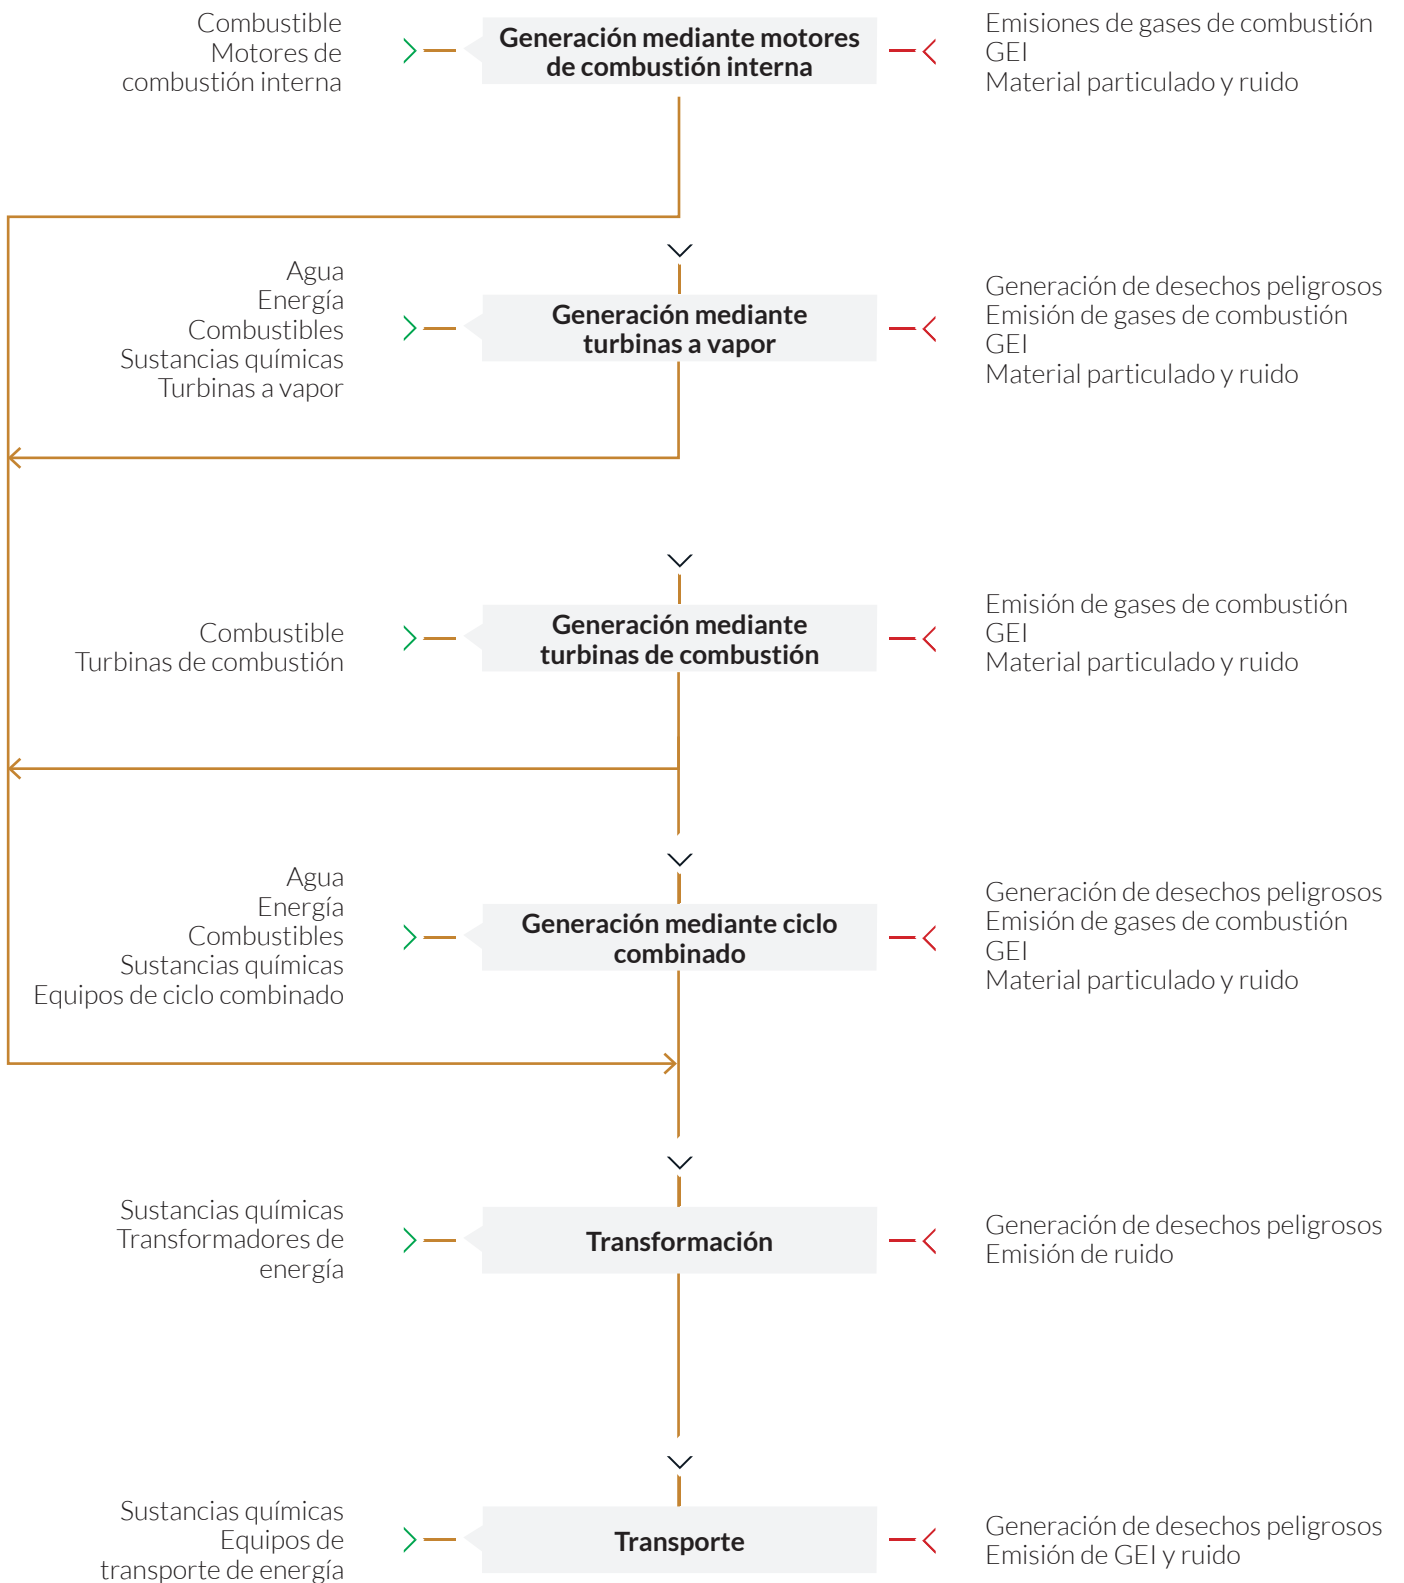 Combustible
Motores de
combustión interna
Generación mediante motores
de combustión interna
Emisiones de gases de combustión
GEI
Material particulado y ruido
Agua
Energía
Combustibles
Sustancias químicas
Turbinas a vapor
Generación mediante
turbinas a vapor
Generación de desechos peligrosos
Emisión de gases de combustión
GEI
Material particulado y ruido
Combustible
Turbinas de combustión
Generación mediante
turbinas de combustión
Emisión de gases de combustión
GEI
Material particulado y ruido
Agua
Energía
Combustibles
Sustancias químicas
Equipos de ciclo combinado
Generación mediante ciclo
combinado
Generación de desechos peligrosos
Emisión de gases de combustión
GEI
Material particulado y ruido
Sustancias químicas
Transformadores de
energía
Transformación
Generación de desechos peligrosos
Emisión de ruido
Sustancias químicas
Equipos de
transporte de energía
Transporte
Generación de desechos peligrosos
Emisión de GEI y ruido